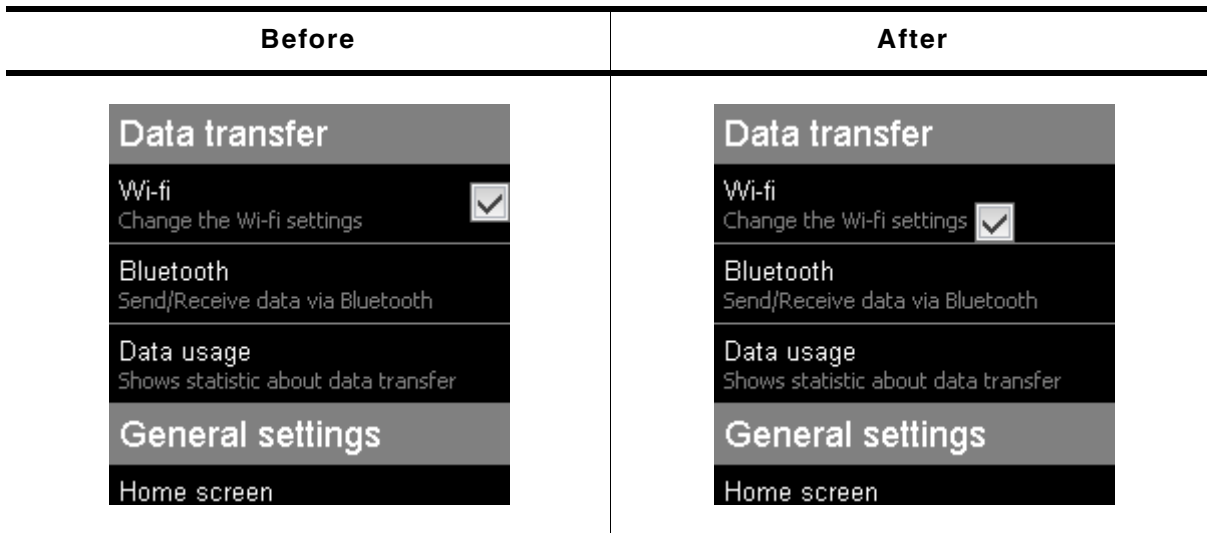 Before
After
Data transfer
Wi-fi
Change the Wi-fi settings
Bluetooth
Send/Receive data via Bluetooth
Data usage
Shows statistic about data transfer
General settings
Home screen
Data transfer
Wi-fi
Change the Wi-fi settings
Bluetooth
Send/Receive data via Bluetooth
Data usage
Shows statistic about data transfer
General settings
Home screen